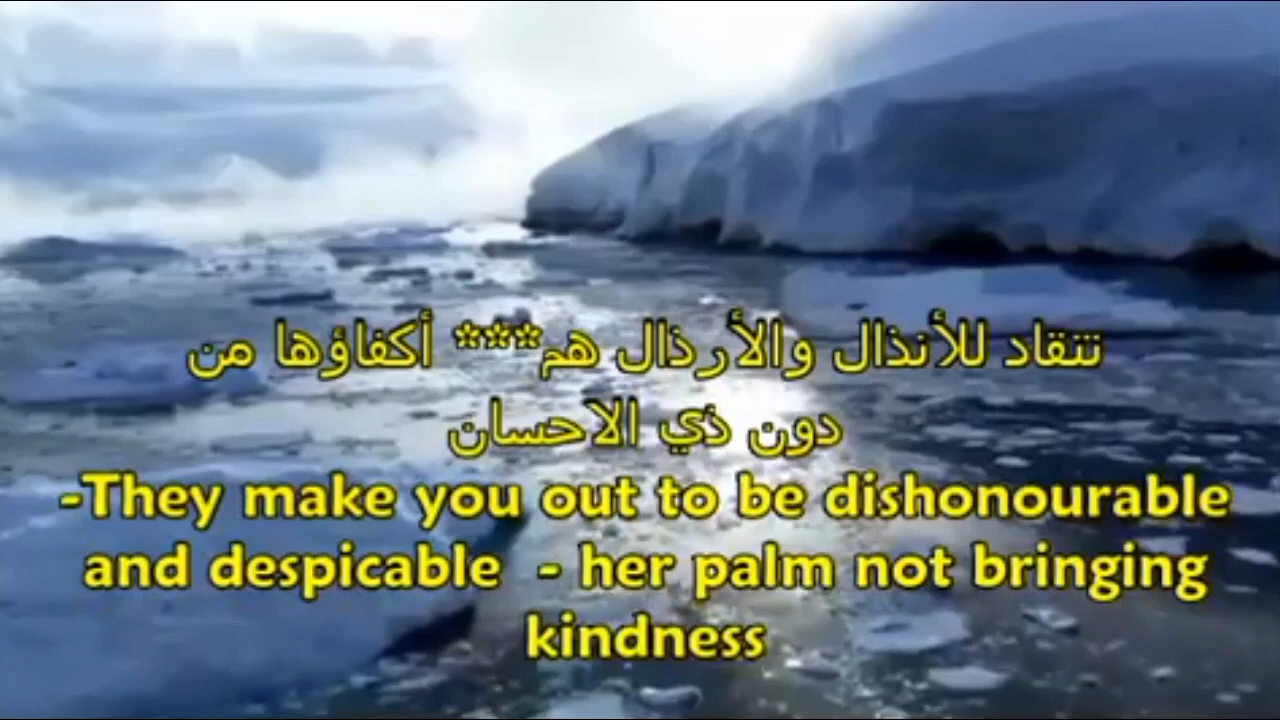 تنقاد للأنذال والأرذال هم*** أكفاؤها من
دون ذي الاحسان
-They make you out to be dishonourable
and despicable - her palm not bringing
kindness